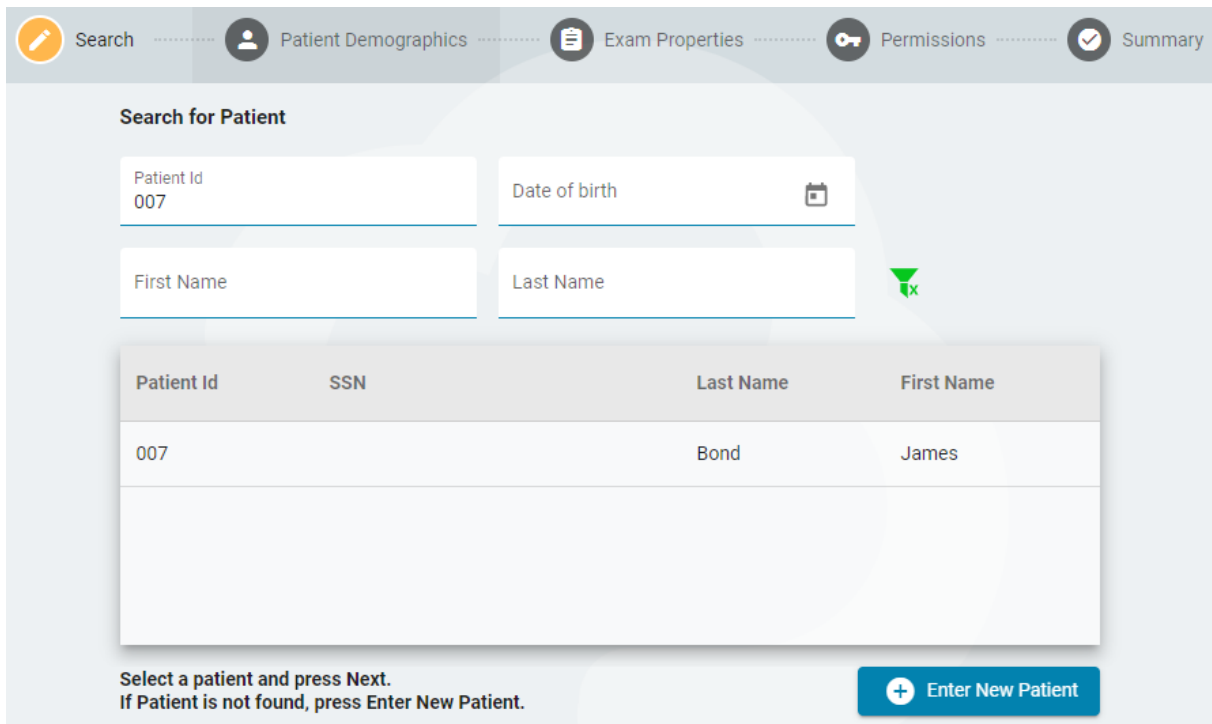 Search Patient Demographics Exam Properties Permissions Summary
Search for Patient
Patient Id
007
Date of birth
First Name Last Name
Patient Id SSN Last Name First Name
007 Bond James
Select a patient and press Next.
If Patient is not found, press Enter New Patient.
Enter New Patient